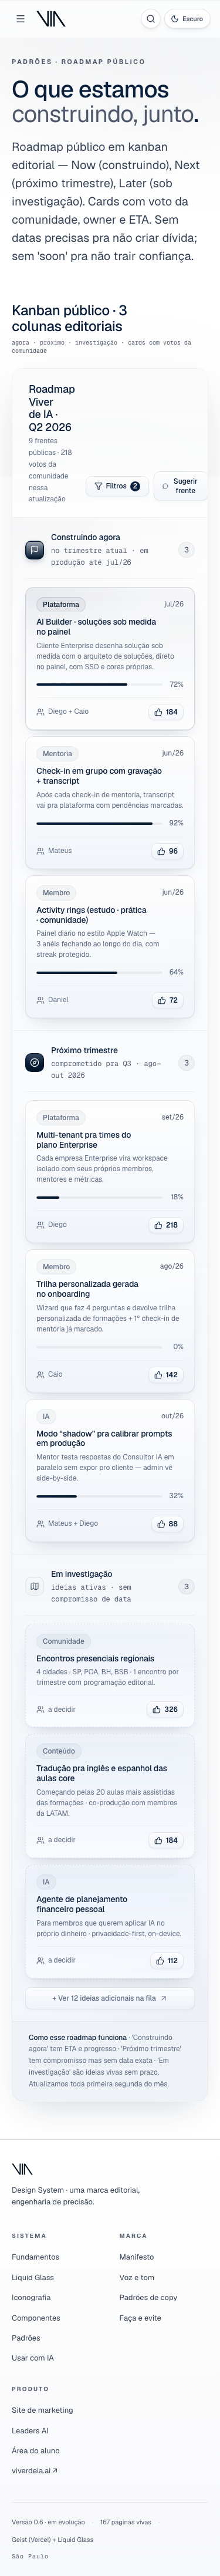 VIA
Escuro
PADRÕES · ROADMAP PÚBLICO
O que estamos
construindo, junto.
Roadmap público em kanban
editorial — Now (construindo), Next
(próximo trimestre), Later (sob
investigação). Cards com voto da
comunidade, owner e ETA. Sem
datas precisas pra não criar dívida;
sem 'soon' pra não trair confiança.
Kanban público · 3
colunas editoriais
agora · próximo · investigação · cards com votos da
comunidade
Roadmap
Viver
de IA ·
Q2 2026
9 frentes
públicas · 218
votos da
comunidade
nessa
atualização
Filtros 2
Sugerir
frente
Construindo agora
no trimestre atual · em
produção até jul/26
3
Plataforma
jul/26
AI Builder · soluções sob medida
no painel
Cliente Enterprise desenha solução sob
medida com o arquiteto de soluções, direto
no painel, com SSO e cores próprias.
72%
Diego + Caio
184
Mentoria
jun/26
Check-in em grupo com gravação
+ transcript
Após cada check-in de mentoria, transcript
vai pra plataforma com pendências marcadas.
92%
Mateus
96
Membro
jun/26
Activity rings (estudo · prática
· comunidade)
Painel diário no estilo Apple Watch —
3 anéis fechando ao longo do dia, com
streak protegido.
64%
Daniel
72
Próximo trimestre
comprometido pra Q3 · ago–
out 2026
3
Plataforma
set/26
Multi-tenant pra times do
plano Enterprise
Cada empresa Enterprise vira workspace
isolado com seus próprios membros,
mentores e métricas.
18%
Diego
218
Membro
ago/26
Trilha personalizada gerada
no onboarding
Wizard que faz 4 perguntas e devolve trilha
personalizada de formações + 1º check-in de
mentoria já marcado.
0%
Caio
142
IA
out/26
Modo "shadow" pra calibrar prompts
em produção
Mentor testa respostas do Consultor IA em
paralelo sem expor pro cliente — admin vê
side-by-side.
32%
Mateus + Diego
88
Em investigação
ideias ativas · sem
compromisso de data
3
Comunidade
Encontros presenciais regionais
4 cidades · SP, POA, BH, BSB · 1 encontro por
trimestre com programação editorial.
a decidir
326
Conteúdo
Tradução pra inglês e espanhol das
aulas core
Começando pelas 20 aulas mais assistidas
das formações · co-produção com membros
da LATAM.
a decidir
184
IA
Agente de planejamento
financeiro pessoal
Para membros que querem aplicar IA no
próprio dinheiro · privacidade-first, on-device.
a decidir
112
+ Ver 12 ideias adicionais na fila ↗
Como esse roadmap funciona · 'Construindo
agora' tem ETA e progresso · 'Próximo trimestre'
tem compromisso mas sem data exata · 'Em
investigação' são ideias vivas sem prazo.
Atualizamos toda primeira segunda do mês.
VIA
Design System · uma marca editorial,
engenharia de precisão.
SISTEMA
Fundamentos
Liquid Glass
Iconografia
Componentes
Padrões
Usar com IA
MARCA
Manifesto
Voz e tom
Padrões de copy
Faça e evite
PRODUTO
Site de marketing
Leaders AI
Área do aluno
viverdeia.ai ↗
Versão 0.6 · em evolução
167 páginas vivas
Geist (Vercel) + Liquid Glass
São Paulo